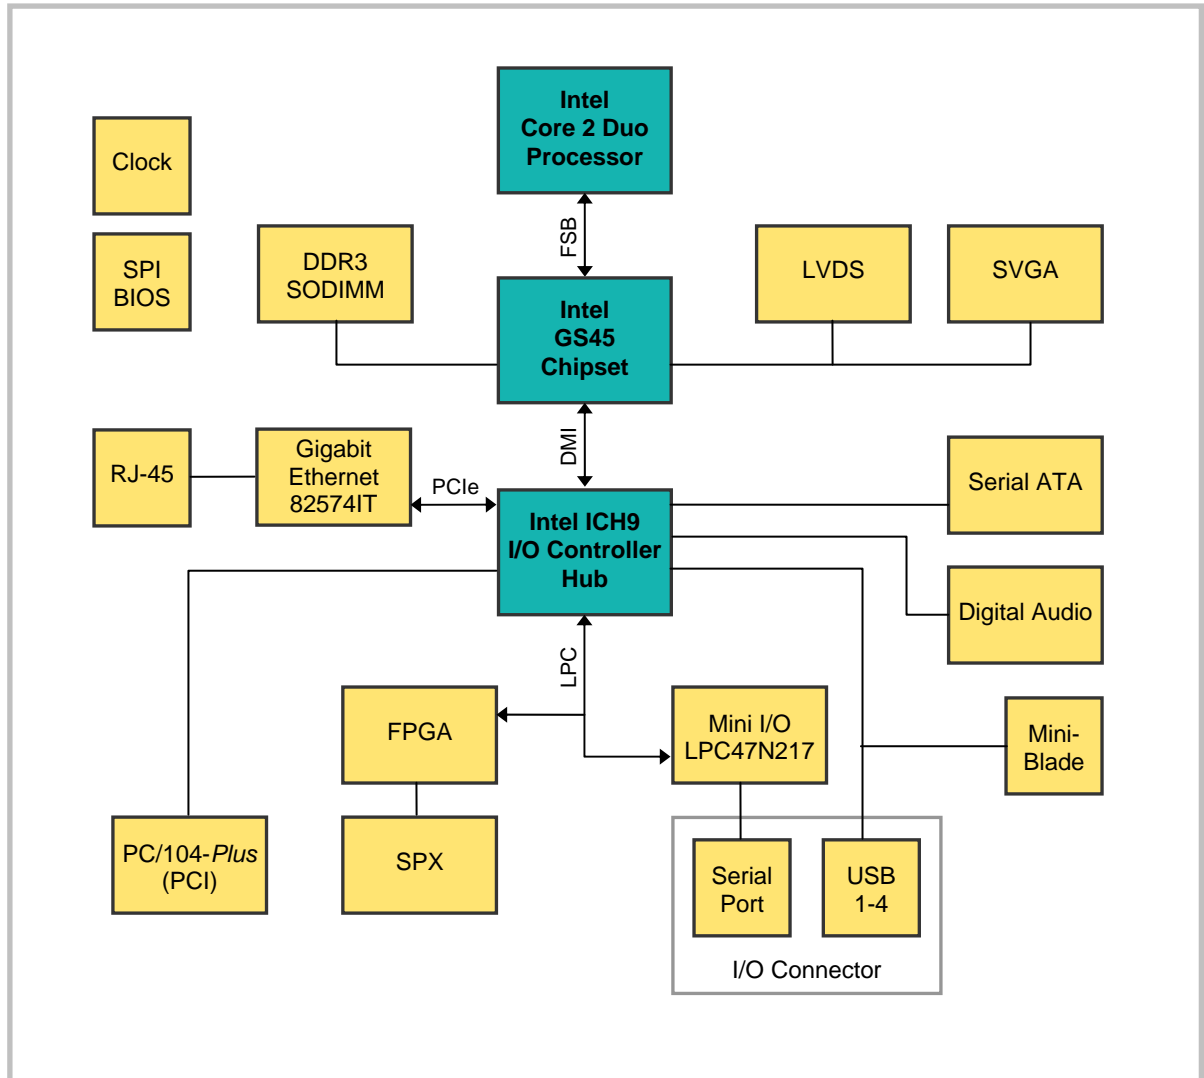 Intel
Core 2 Duo
Processor
Clock
FSB
SPI
BIOS
DDR3
SODIMM
LVDS
SVGA
Intel
GS45
Chipset
DMI
RJ-45
Gigabit
Ethernet
82574IT
PCIe
Serial ATA
Intel ICH9
I/O Controller
Hub
Digital Audio
LPC
FPGA
Mini I/O
LPC47N217
Mini-
Blade
PC/104-Plus
(PCI)
SPX
Serial
Port
USB
1-4
I/O Connector